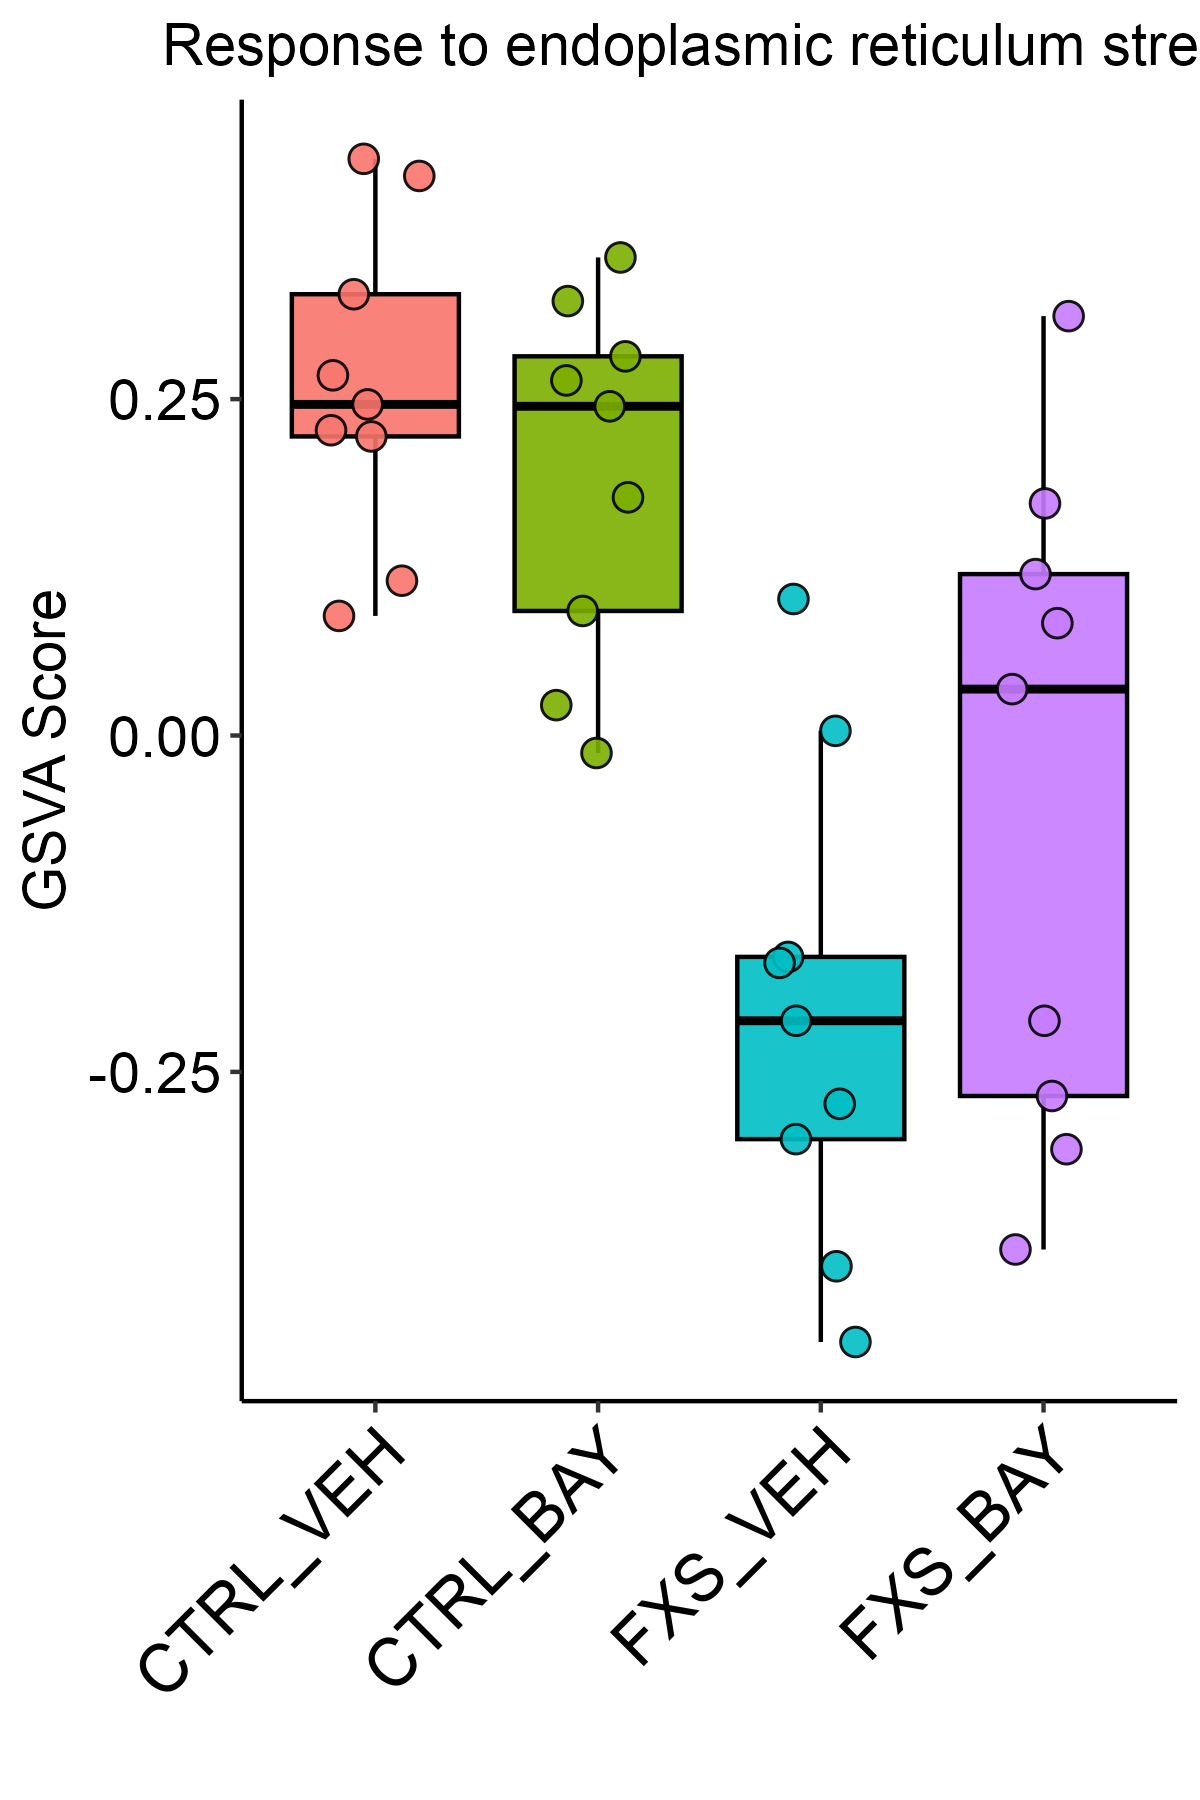 Response to endoplasmic reticulum stre
GSVA Score
0.25
0.00
-0.25
CTRL_VEH
CTRL_BAY
FXS_VEH
FXS_BAY